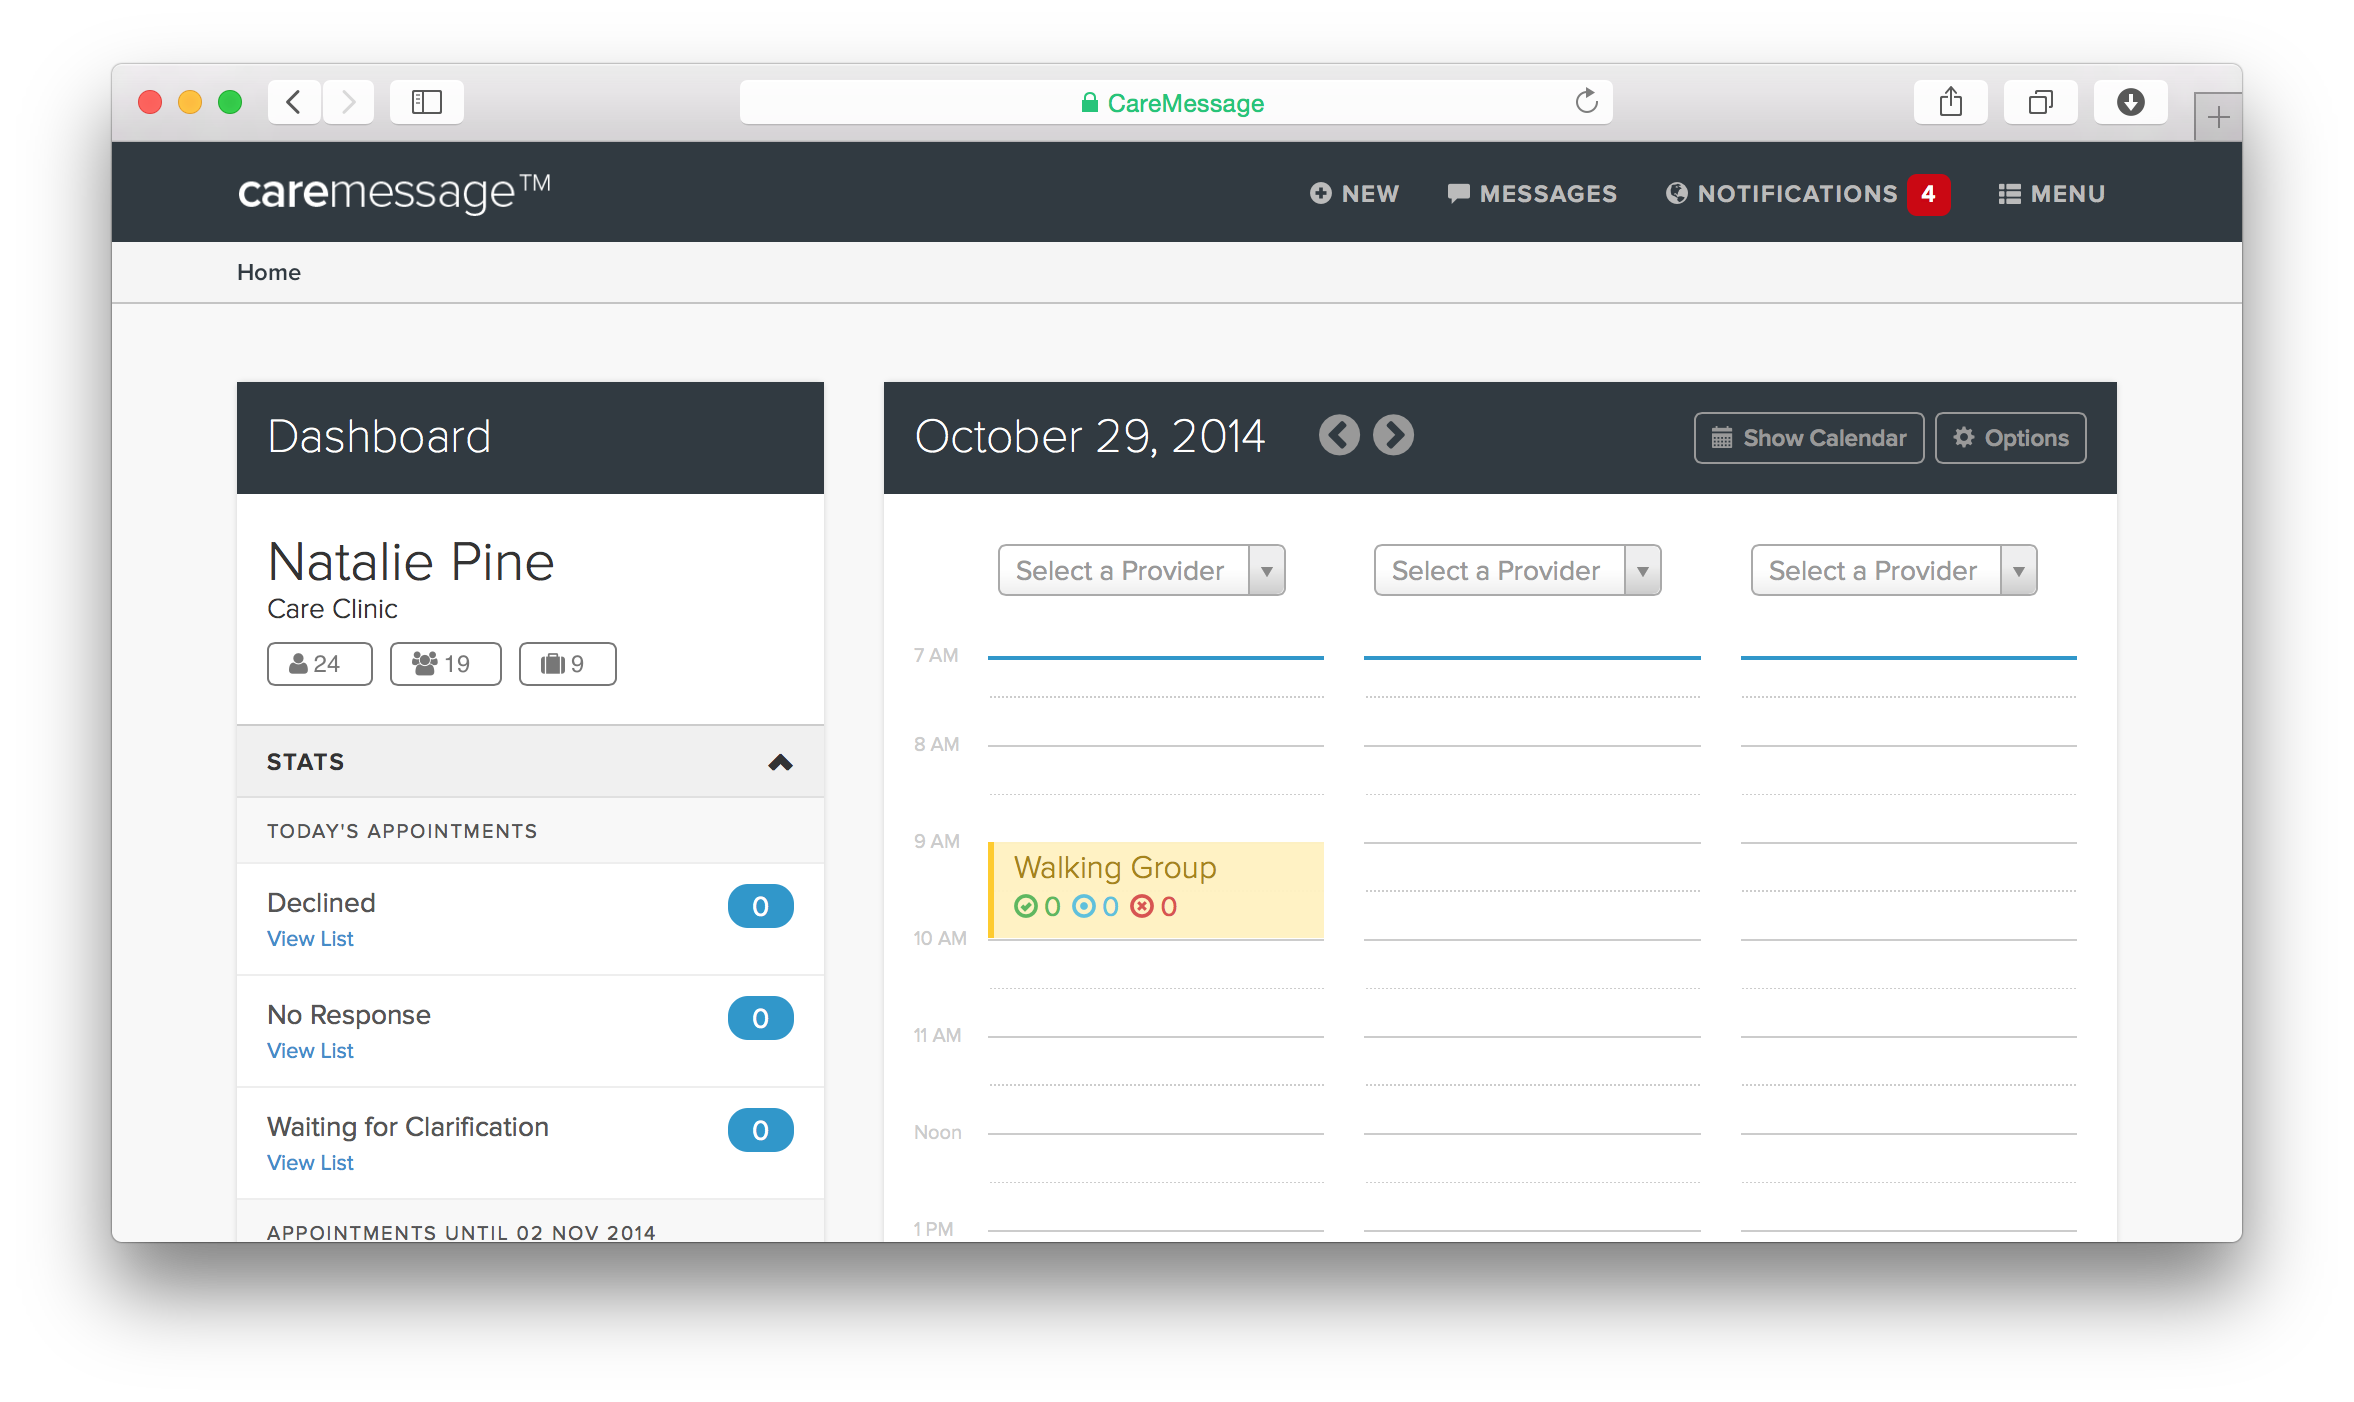 CareMessage
caremessage™
NEW
MESSAGES
NOTIFICATIONS 4
MENU
Home
Dashboard
Natalie Pine
Care Clinic
24
19
9
STATS
TODAY'S APPOINTMENTS
Declined
0
View List
No Response
0
View List
Waiting for Clarification
0
View List
APPOINTMENTS UNTIL 02 NOV 2014
October 29, 2014
Show Calendar
Options
Select a Provider
Select a Provider
Select a Provider
7 AM
8 AM
9 AM
Walking Group
0 0 0
10 AM
11 AM
Noon
1 PM